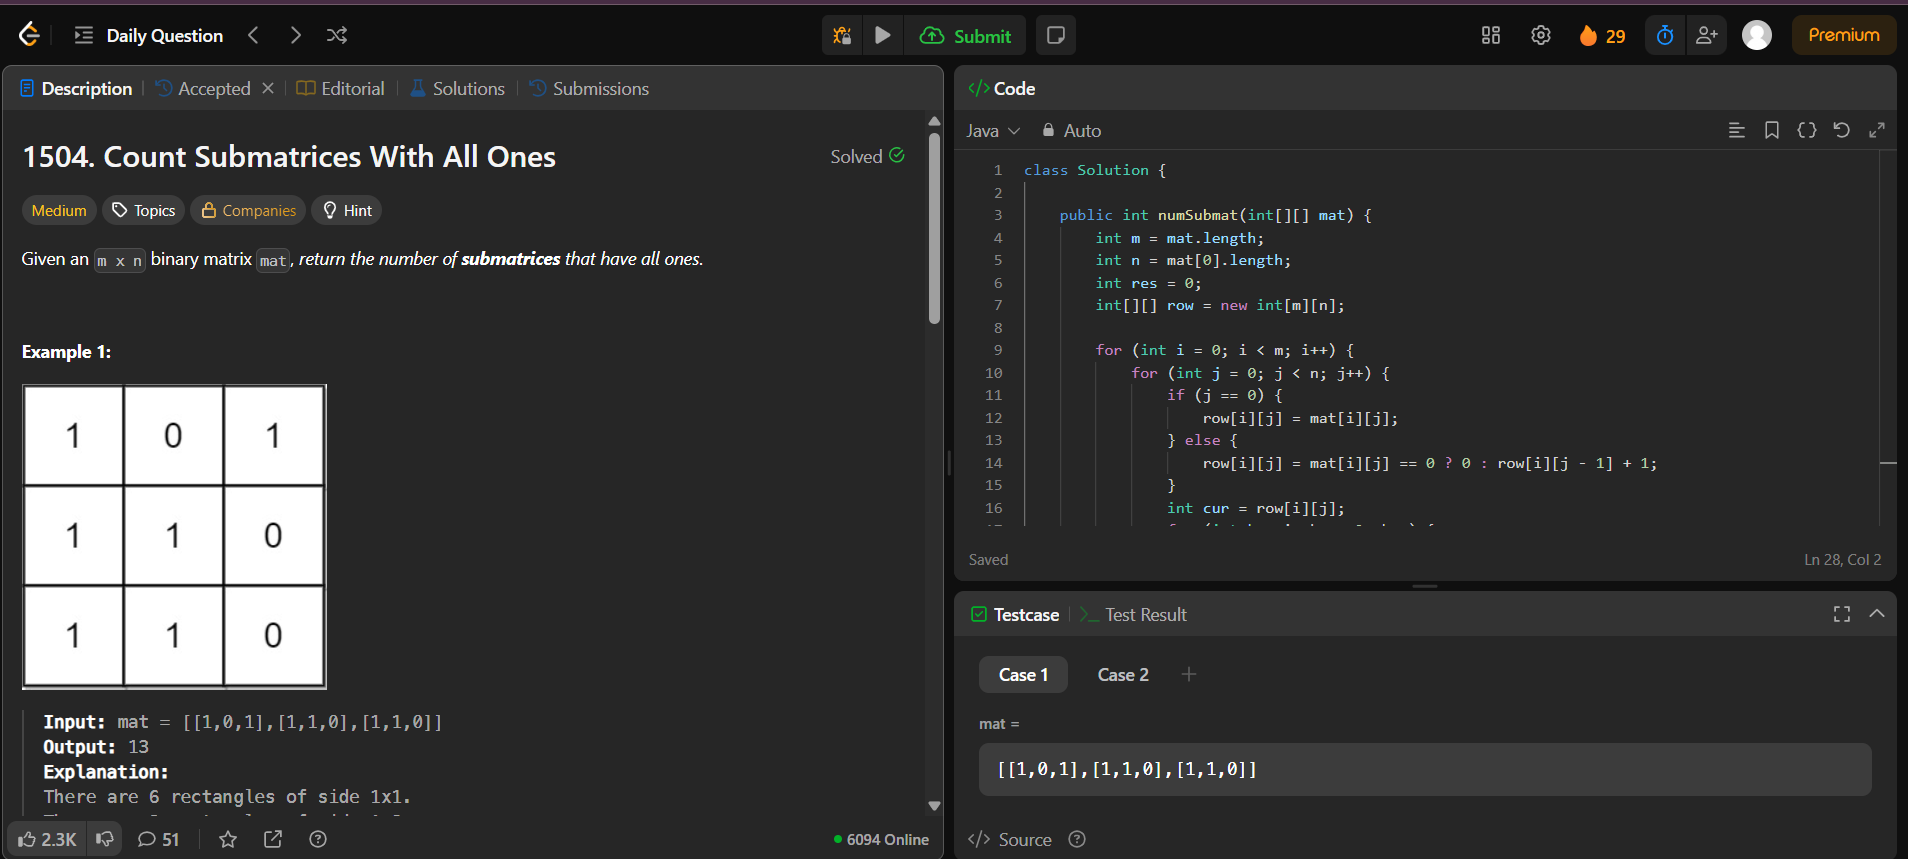 Daily Question
Submit
29
Premium
Description
Accepted
Editorial
Solutions
Submissions
1504. Count Submatrices With All Ones
Solved
Medium
Topics
Companies
Hint
Given an m x n binary matrix mat, return the number of submatrices that have all ones.
Example 1:
1 0 1
1 1 0
1 1 0
Input: mat = [[1,0,1],[1,1,0],[1,1,0]]
Output: 13
Explanation:
There are 6 rectangles of side 1x1.
2.3K
51
6094 Online
</> Code
Java
Auto
1 class Solution {
2
3 public int numSubmat(int[][] mat) {
4 int m = mat.length;
5 int n = mat[0].length;
6 int res = 0;
7 int[][] row = new int[m][n];
8
9 for (int i = 0; i < m; i++) {
10 for (int j = 0; j < n; j++) {
11 if (j == 0) {
12 row[i][j] = mat[i][j];
13 } else {
14 row[i][j] = mat[i][j] == 0 ? 0 : row[i][j - 1] + 1;
15 }
16 int cur = row[i][j];
Saved
Ln 28, Col 2
Testcase
Test Result
Case 1
Case 2
mat =
[[1,0,1],[1,1,0],[1,1,0]]
</> Source